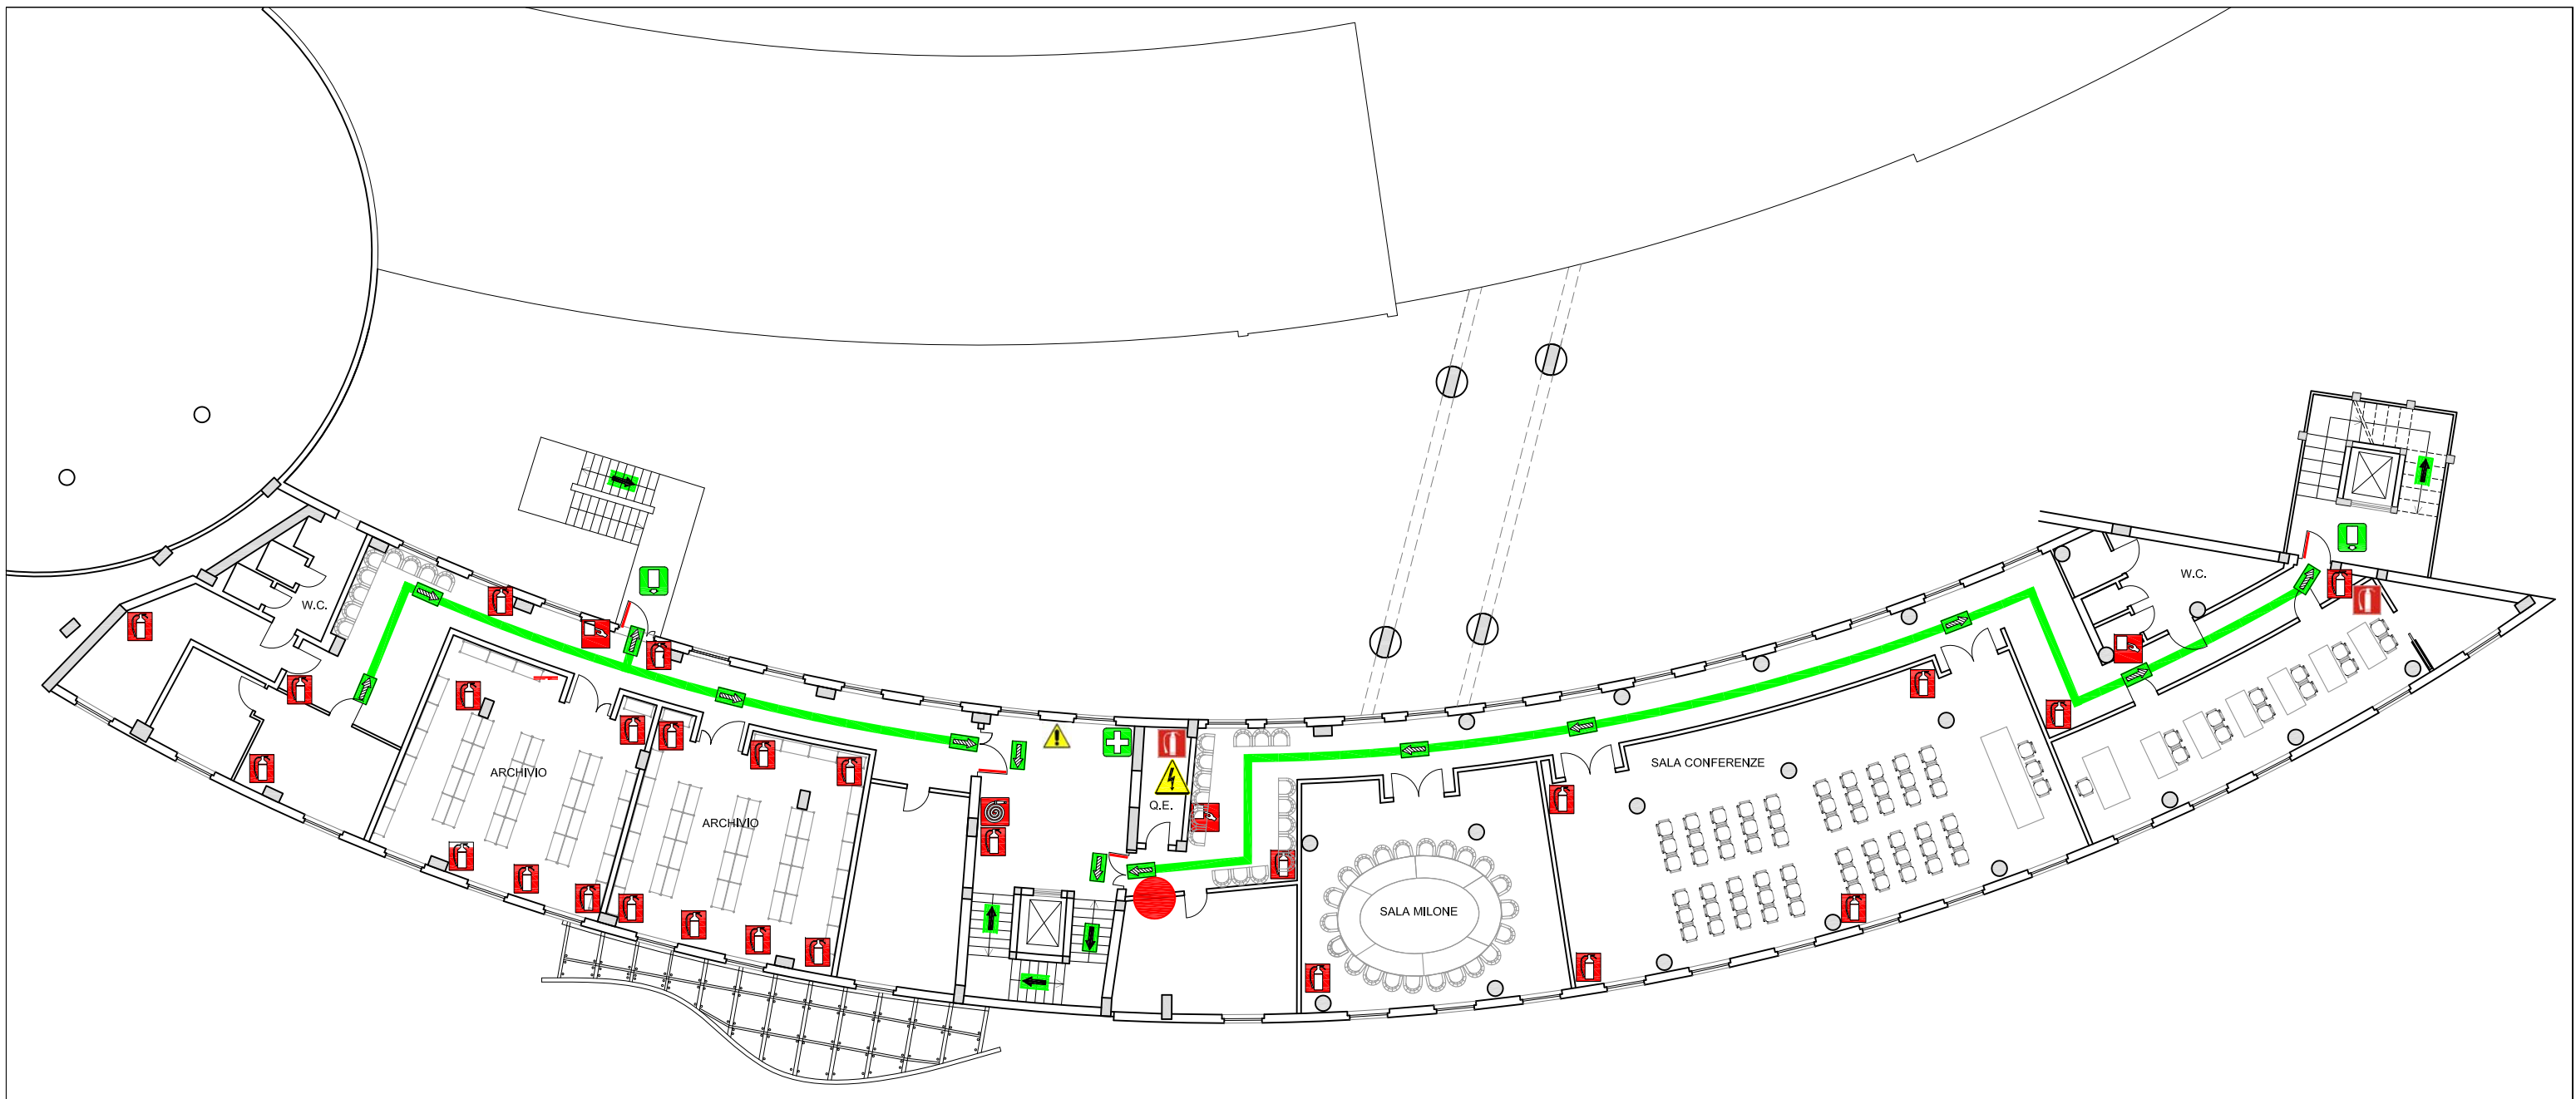 W.C.
W.C.
ARCHIVIO
SALA CONFERENZE
Q.E.
ARCHIVIO
SALA MILONE